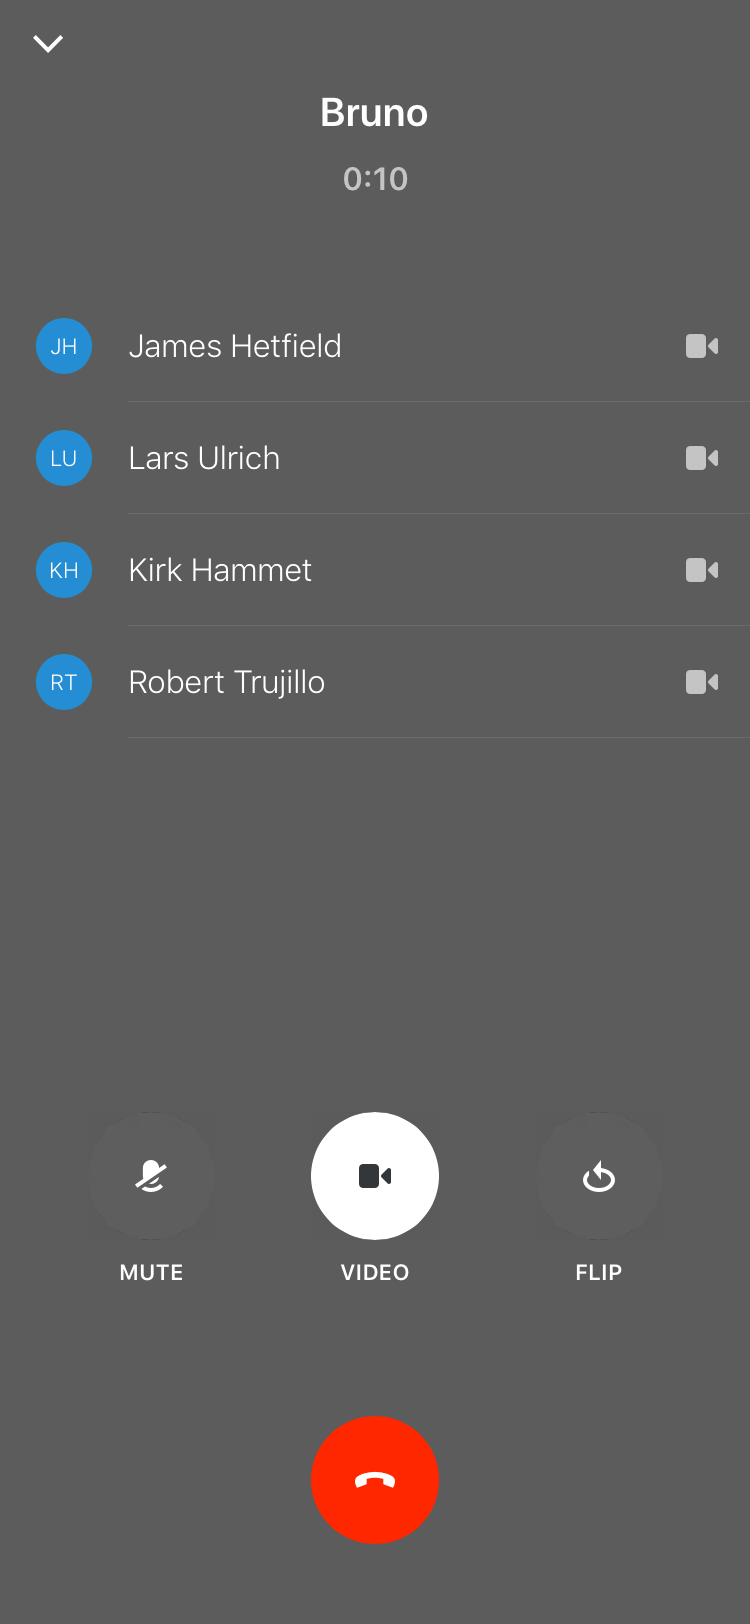 Bruno
0:10
JH James Hetfield
LU Lars Ulrich
KH Kirk Hammet
RT Robert Trujillo
MUTE VIDEO FLIP